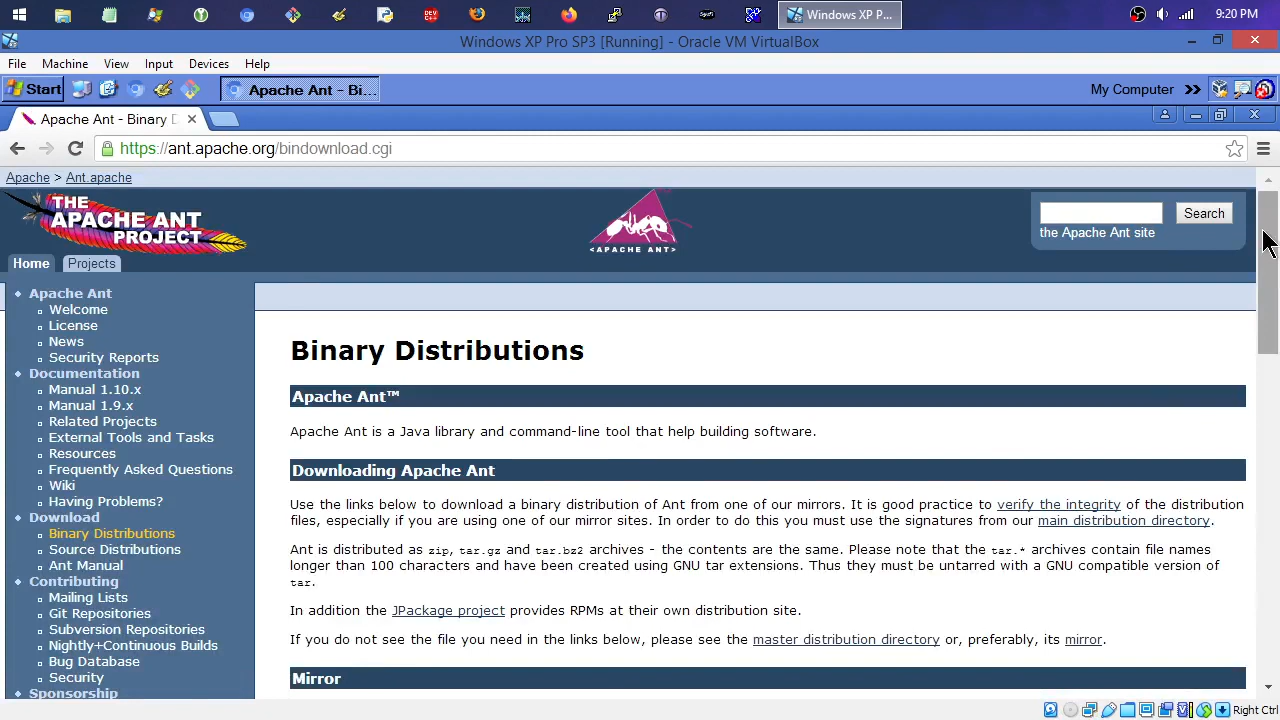 Windows XP P...
9:20 PM
Windows XP Pro SP3 [Running] - Oracle VM VirtualBox
File Machine View Input Devices Help
Start
Apache Ant - Bi...
My Computer
Apache Ant - Binary D
https://ant.apache.org/bindownload.cgi
Apache > Ant.apache
THE
APACHE ANT
PROJECT
<APACHE ANT>
Search
the Apache Ant site
Home Projects
Apache Ant
Welcome
License
News
Security Reports
Documentation
Manual 1.10.x
Manual 1.9.x
Related Projects
External Tools and Tasks
Resources
Frequently Asked Questions
Wiki
Having Problems?
Download
Binary Distributions
Source Distributions
Ant Manual
Contributing
Mailing Lists
Git Repositories
Subversion Repositories
Nightly+Continuous Builds
Bug Database
Security
Sponsorship
Binary Distributions
Apache Ant™
Apache Ant is a Java library and command-line tool that help building software.
Downloading Apache Ant
Use the links below to download a binary distribution of Ant from one of our mirrors. It is good practice to verify the integrity of the distribution
files, especially if you are using one of our mirror sites. In order to do this you must use the signatures from our main distribution directory.
Ant is distributed as zip, tar.gz and tar.bz2 archives - the contents are the same. Please note that the tar.* archives contain file names
longer than 100 characters and have been created using GNU tar extensions. Thus they must be untarred with a GNU compatible version of
tar.
In addition the JPackage project provides RPMs at their own distribution site.
If you do not see the file you need in the links below, please see the master distribution directory or, preferably, its mirror.
Mirror
Right Ctrl